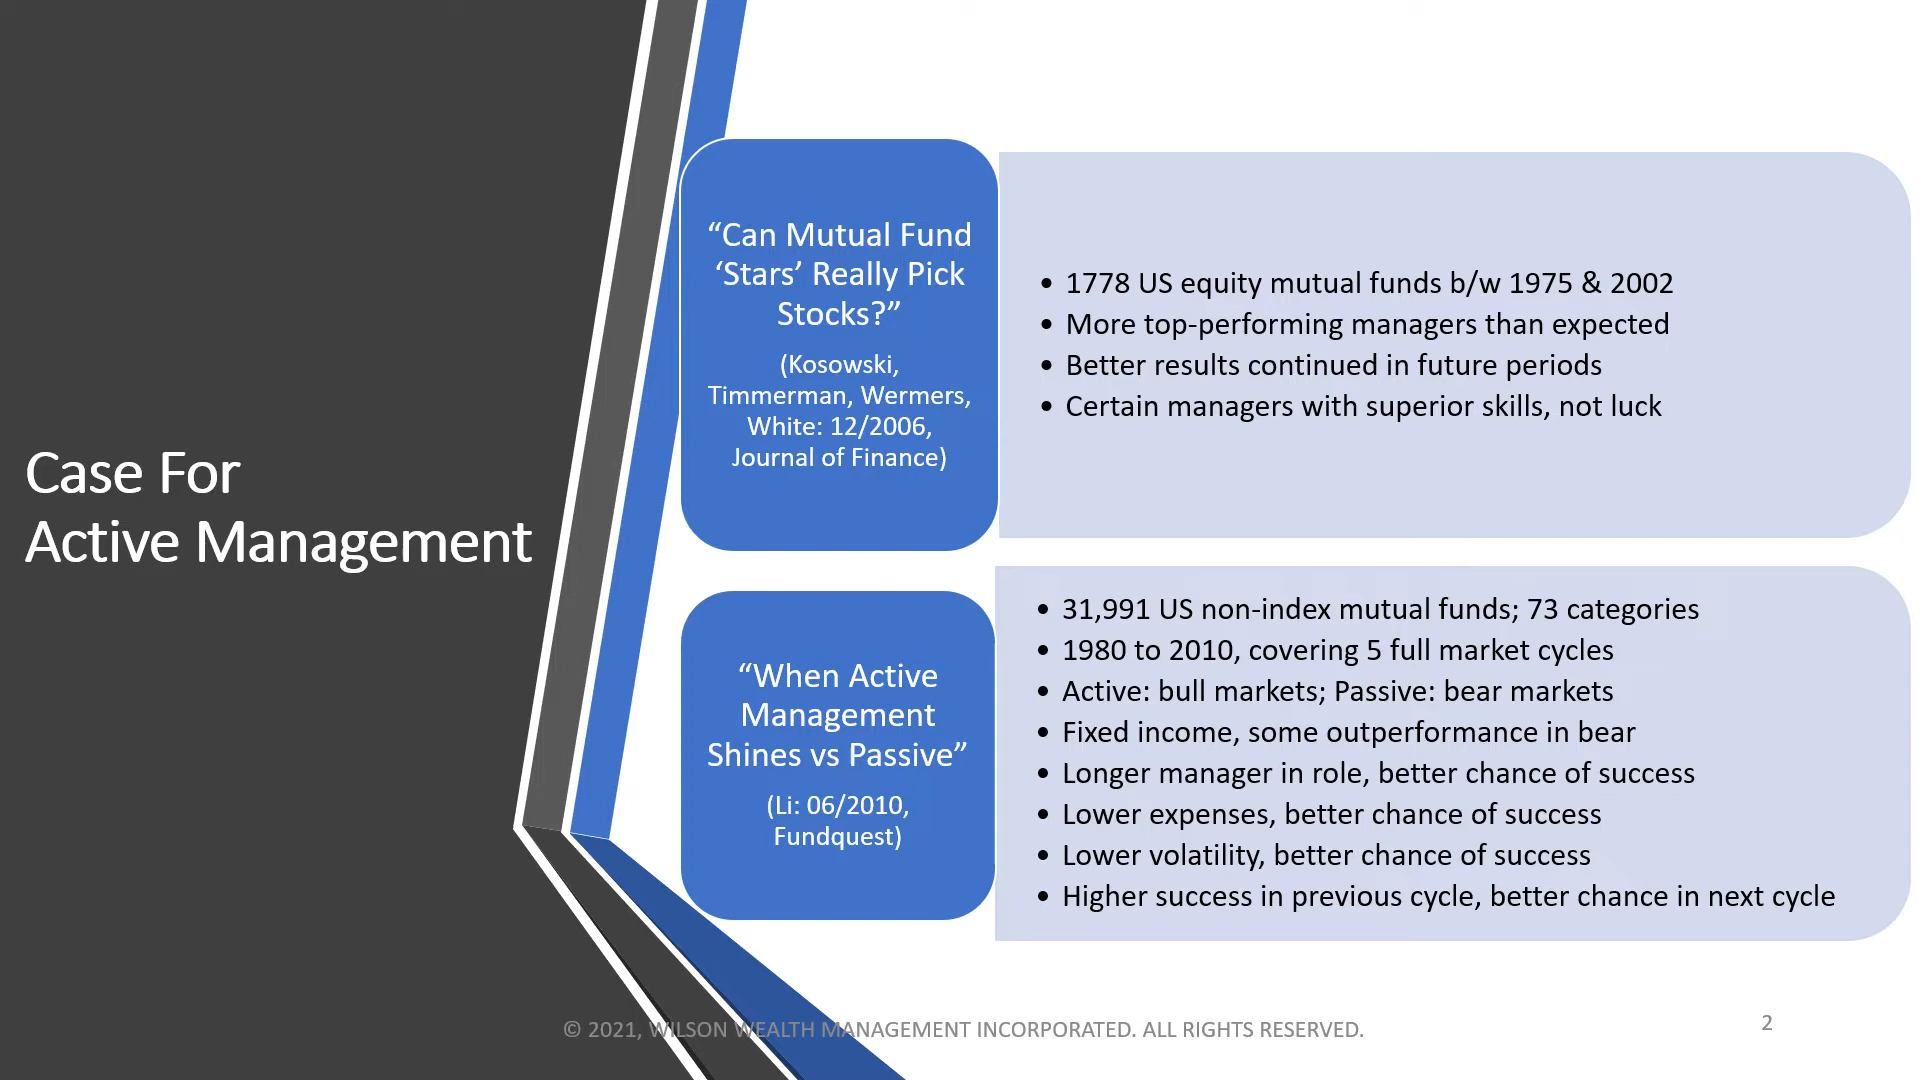 Case For
Active Management
“Can Mutual Fund
‘Stars’ Really Pick
Stocks?”
(Kosowski,
Timmerman, Wermers,
White: 12/2006,
Journal of Finance)
• 1778 US equity mutual funds b/w 1975 & 2002
• More top-performing managers than expected
• Better results continued in future periods
• Certain managers with superior skills, not luck
“When Active
Management
Shines vs Passive”
(Li: 06/2010,
Fundquest)
• 31,991 US non-index mutual funds; 73 categories
• 1980 to 2010, covering 5 full market cycles
• Active: bull markets; Passive: bear markets
• Fixed income, some outperformance in bear
• Longer manager in role, better chance of success
• Lower expenses, better chance of success
• Lower volatility, better chance of success
• Higher success in previous cycle, better chance in next cycle
© 2021, WILSON WEALTH MANAGEMENT INCORPORATED. ALL RIGHTS RESERVED.
2